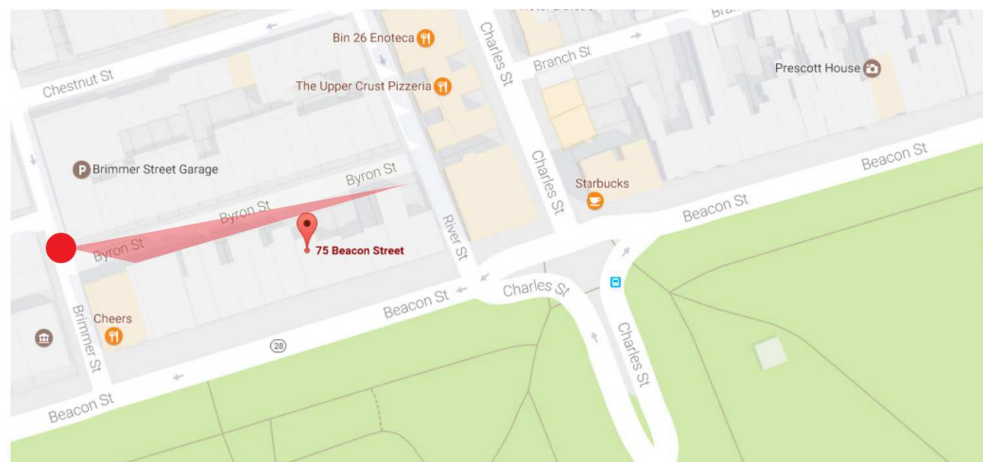 Bin 26 Enoteca
Charles St
Branch St
Chestnut St
The Upper Crust Pizzeria
Prescott House
P
Brimmer Street Garage
Byron St
Charles St
Beacon St
Starbucks
Byron St
Beacon St
Byron St
75 Beacon Street
River St
Beacon St
Charles St
Cheers
Brimmer St
Charles St
28
Beacon St